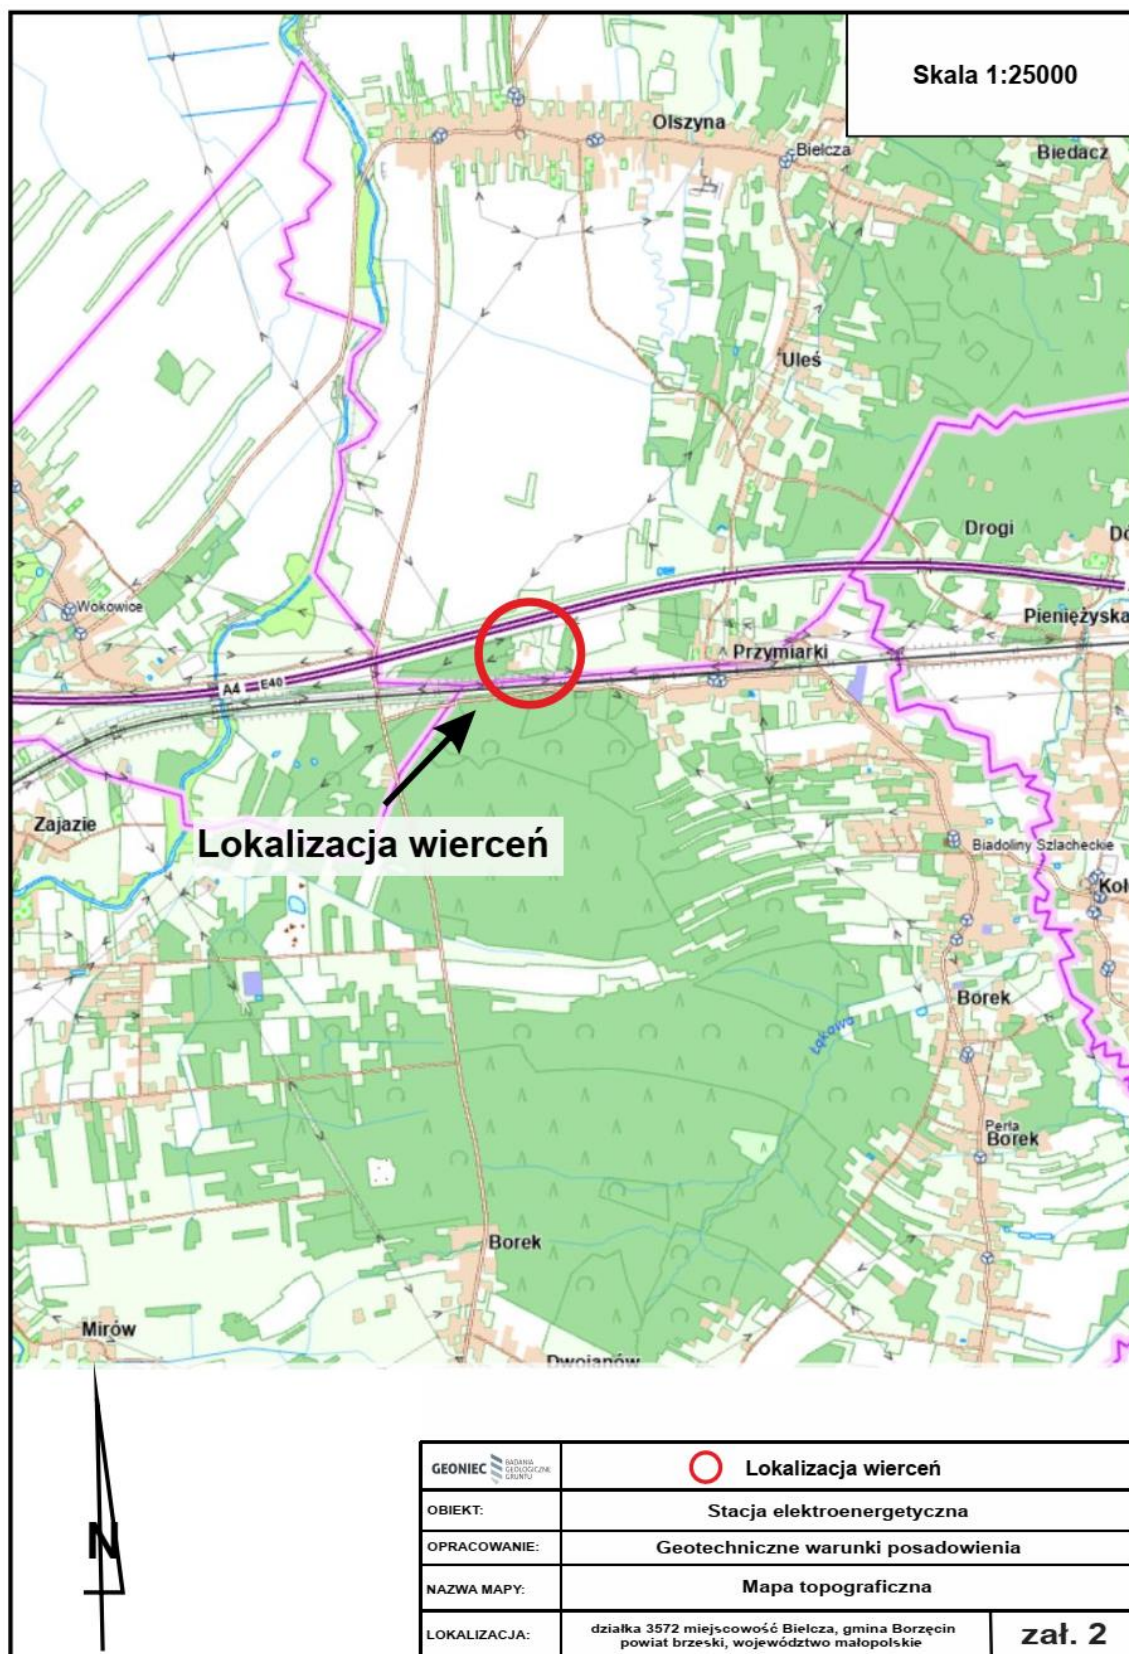 Skala 1:25000
Olszyna
Bielcza
Biedacz
Uleś
Drogi
Wokowice
Pieniężyska
Przymiarki
A4 E40
Zajazie
Lokalizacja wierceń
Biadoliny Szlacheckie
Borek
Łękawa
Perła
Borek
Borek
Mirów
Dwojanów
N
GEONIEC BADANIA
GEOLOGICZNE
GRUNTU
Lokalizacja wierceń
OBIEKT: Stacja elektroenergetyczna
OPRACOWANIE: Geotechniczne warunki posadowienia
NAZWA MAPY: Mapa topograficzna
LOKALIZACJA: działka 3572 miejscowość Bielcza, gmina Borzęcin
powiat brzeski, województwo małopolskie
zał. 2